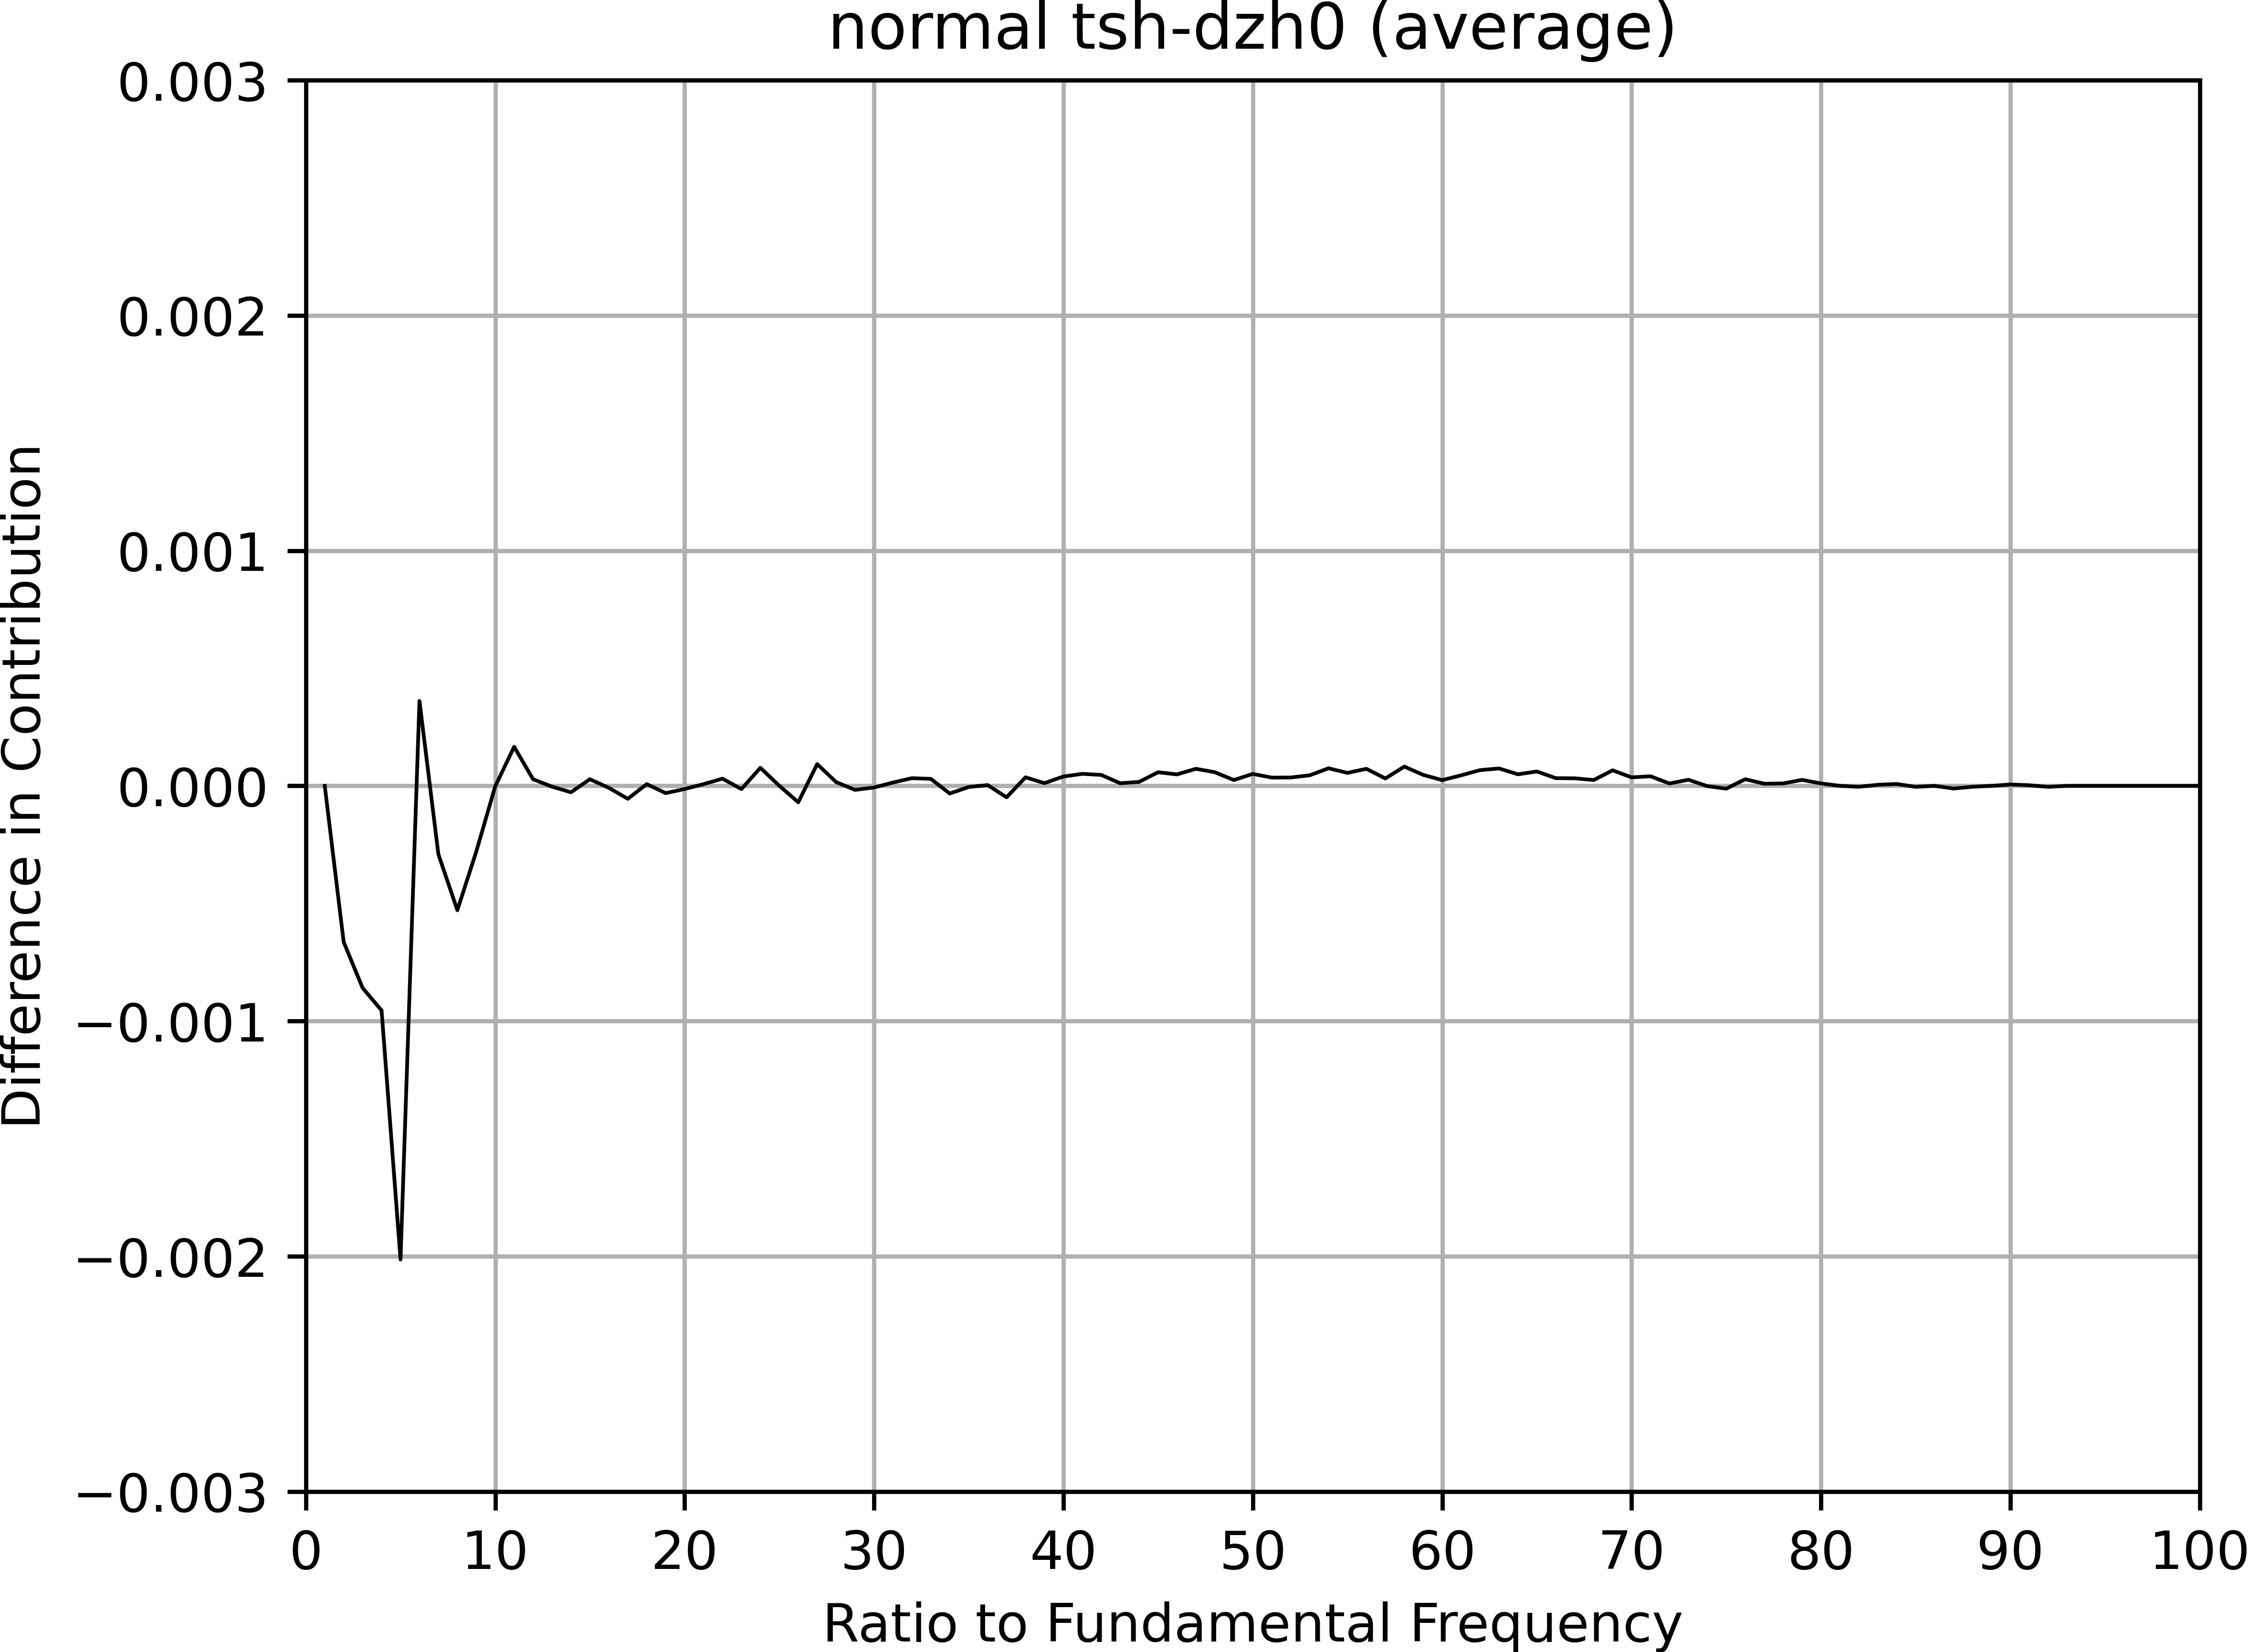 normal tsh-dzh0 (average)
0.003
0.002
0.001
0.000
−0.001
−0.002
−0.003
Difference in Contribution
0 10 20 30 40 50 60 70 80 90 100
Ratio to Fundamental Frequency